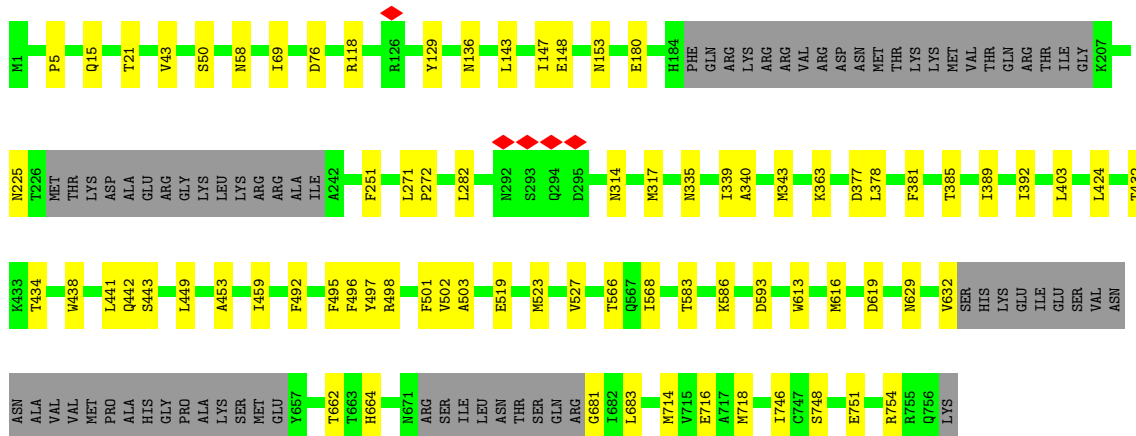 M1 P5 Q15 T21 V43 S50 N58 I69 D76 R118 R126 Y129 N136 L143 I147 E148 N153 E180 H184 PHE GLN ARG LYS ARG ARG VAL ARG ASP ASN MET THR LYS LYS MET VAL THR GLN ARG THR ILE GLY K207
N225 T226 MET THR LYS ASP ALA GLU ARG GLY LYS LEU LYS ARG ARG ALA ILE A242 F251 L271 P272 L282 N292 S293 Q294 D295 N314 M317 N335 I339 A340 M343 K363 D377 L378 F381 T385 I389 I392 L403 L424 T432
K433 T434 W438 L441 Q442 S443 L449 A453 I459 F492 F495 F496 Y497 R498 F501 V502 A503 E519 M523 V527 T566 Q567 I568 T583 K586 D593 W613 M616 D619 N629 V632 SER HIS LYS GLU ILE GLU SER VAL ASN
ASN ALA VAL VAL MET PRO ALA HIS GLY PRO ALA LYS SER MET GLU Y657 T662 T663 H664 N671 ARG SER ILE LEU ASN THR SER GLN ARG G681 I682 L683 M714 V715 E716 A717 M718 I746 C747 S748 E751 R754 R755 Q756 LYS